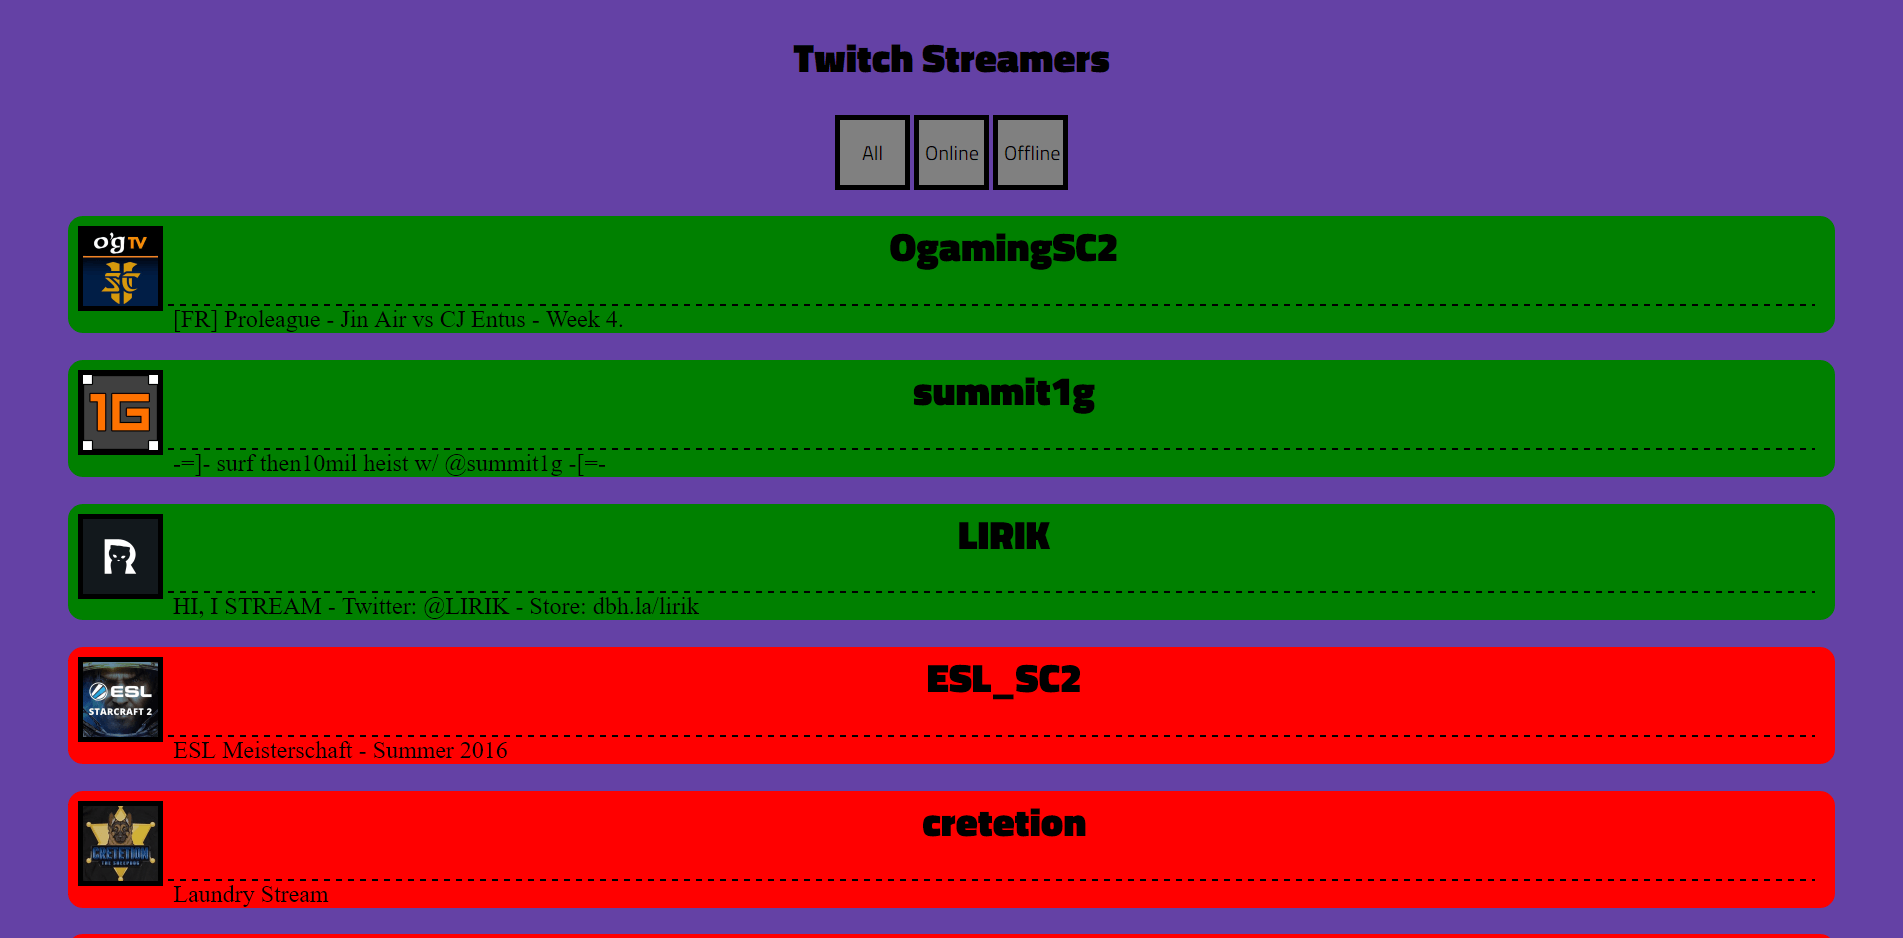 Twitch Streamers
All Online Offline
o'g TV
OgamingSC2
[FR] Proleague - Jin Air vs CJ Entus - Week 4.
1G
summit1g
-=]- surf then10mil heist w/ @summit1g -[=-
LIRIK
HI, I STREAM - Twitter: @LIRIK - Store: dbh.la/lirik
ESL
STARCRAFT 2
ESL_SC2
ESL Meisterschaft - Summer 2016
CRETETION
cretetion
Laundry Stream